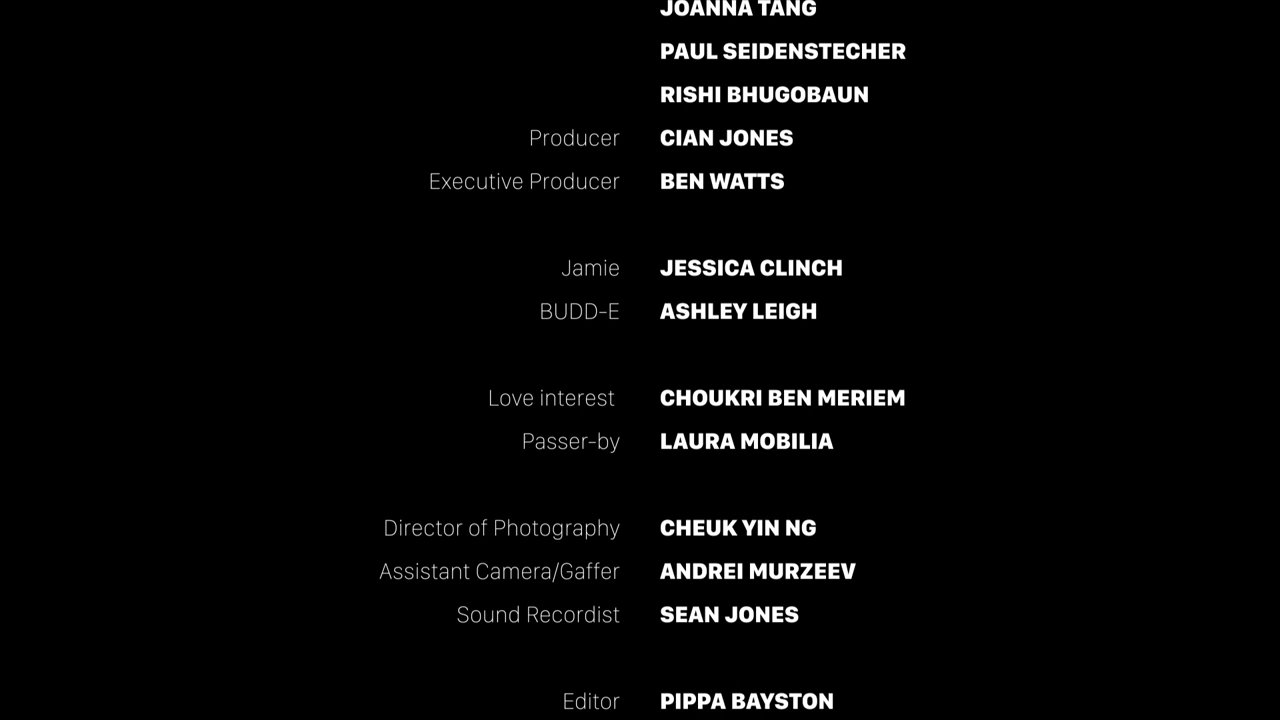 JOANNA TANG
PAUL SEIDENSTECHER
RISHI BHUGOBAUN
Producer CIAN JONES
Executive Producer BEN WATTS
Jamie JESSICA CLINCH
BUDD-E ASHLEY LEIGH
Love interest CHOUKRI BEN MERIEM
Passer-by LAURA MOBILIA
Director of Photography CHEUK YIN NG
Assistant Camera/Gaffer ANDREI MURZEEV
Sound Recordist SEAN JONES
Editor PIPPA BAYSTON